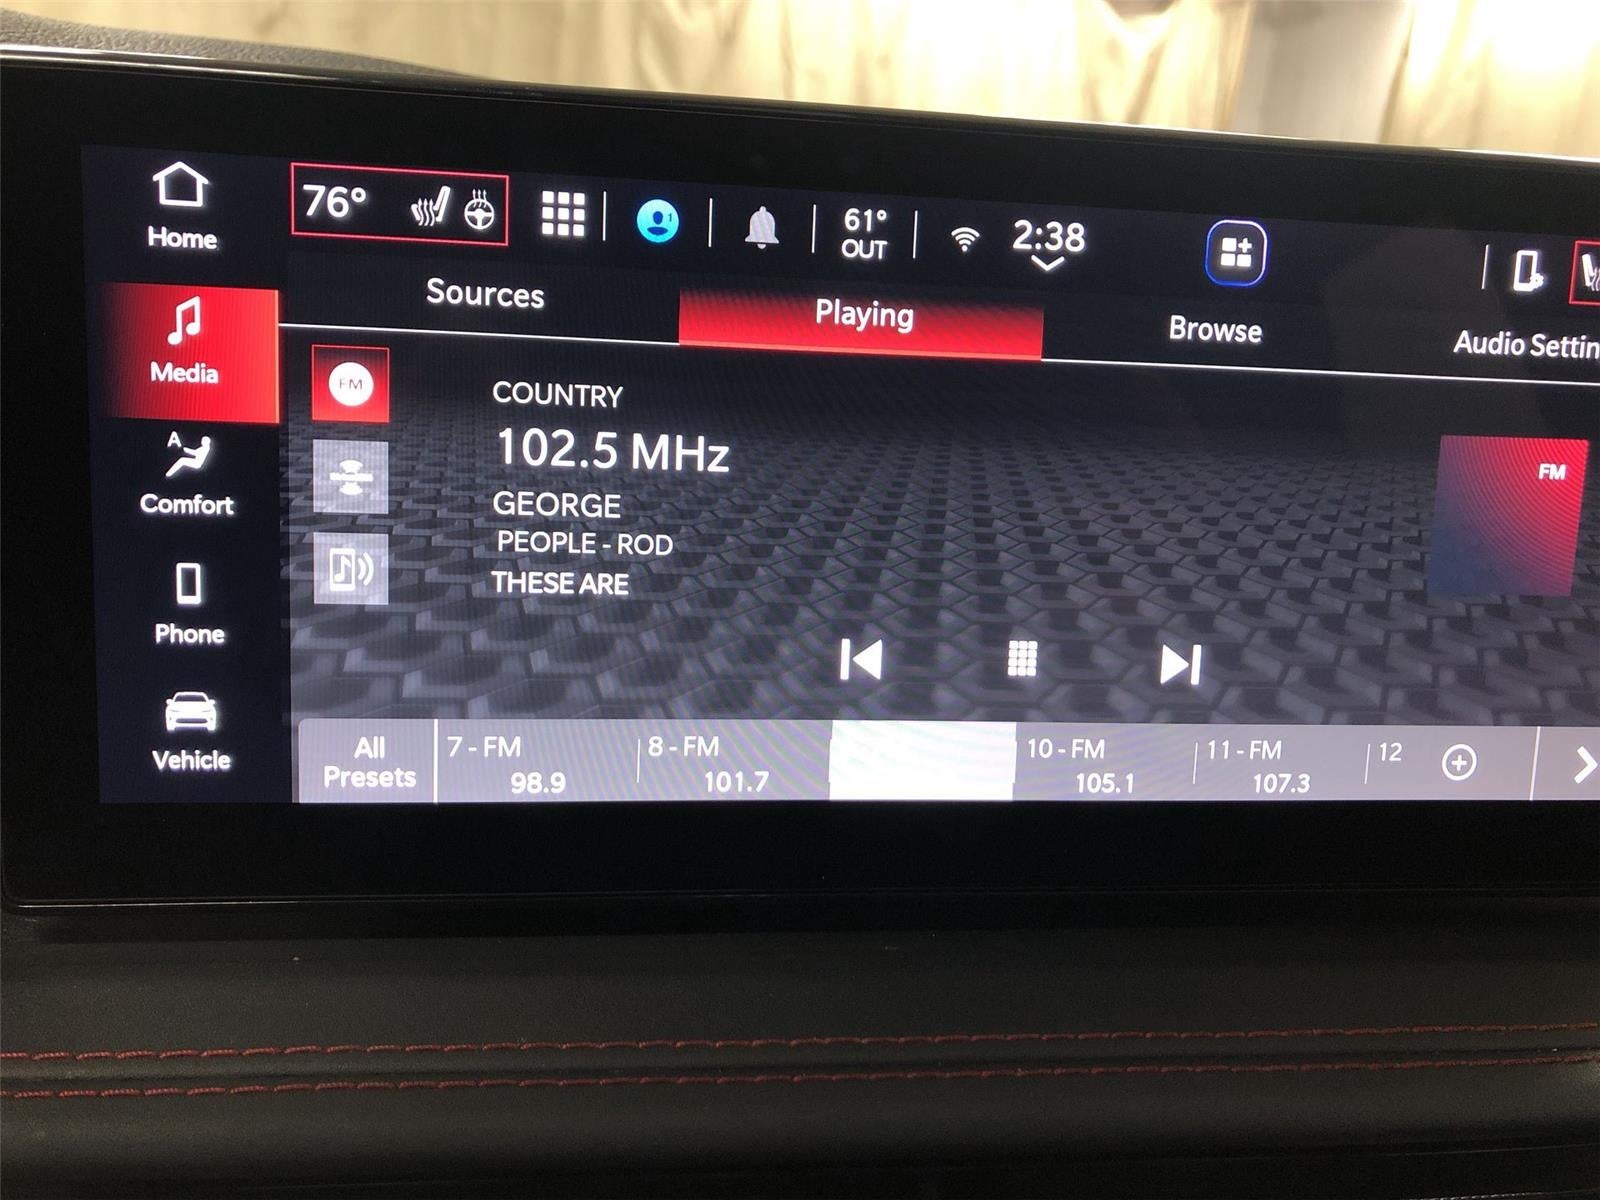 Home
76°
1
61°
OUT
2:38
Sources
Playing
Browse
Audio Settin
Media
FM
COUNTRY
102.5 MHz
GEORGE
PEOPLE - ROD
THESE ARE
FM
A
Comfort
Phone
Vehicle
All
Presets
7 - FM
98.9
8 - FM
101.7
10 - FM
105.1
11 - FM
107.3
12